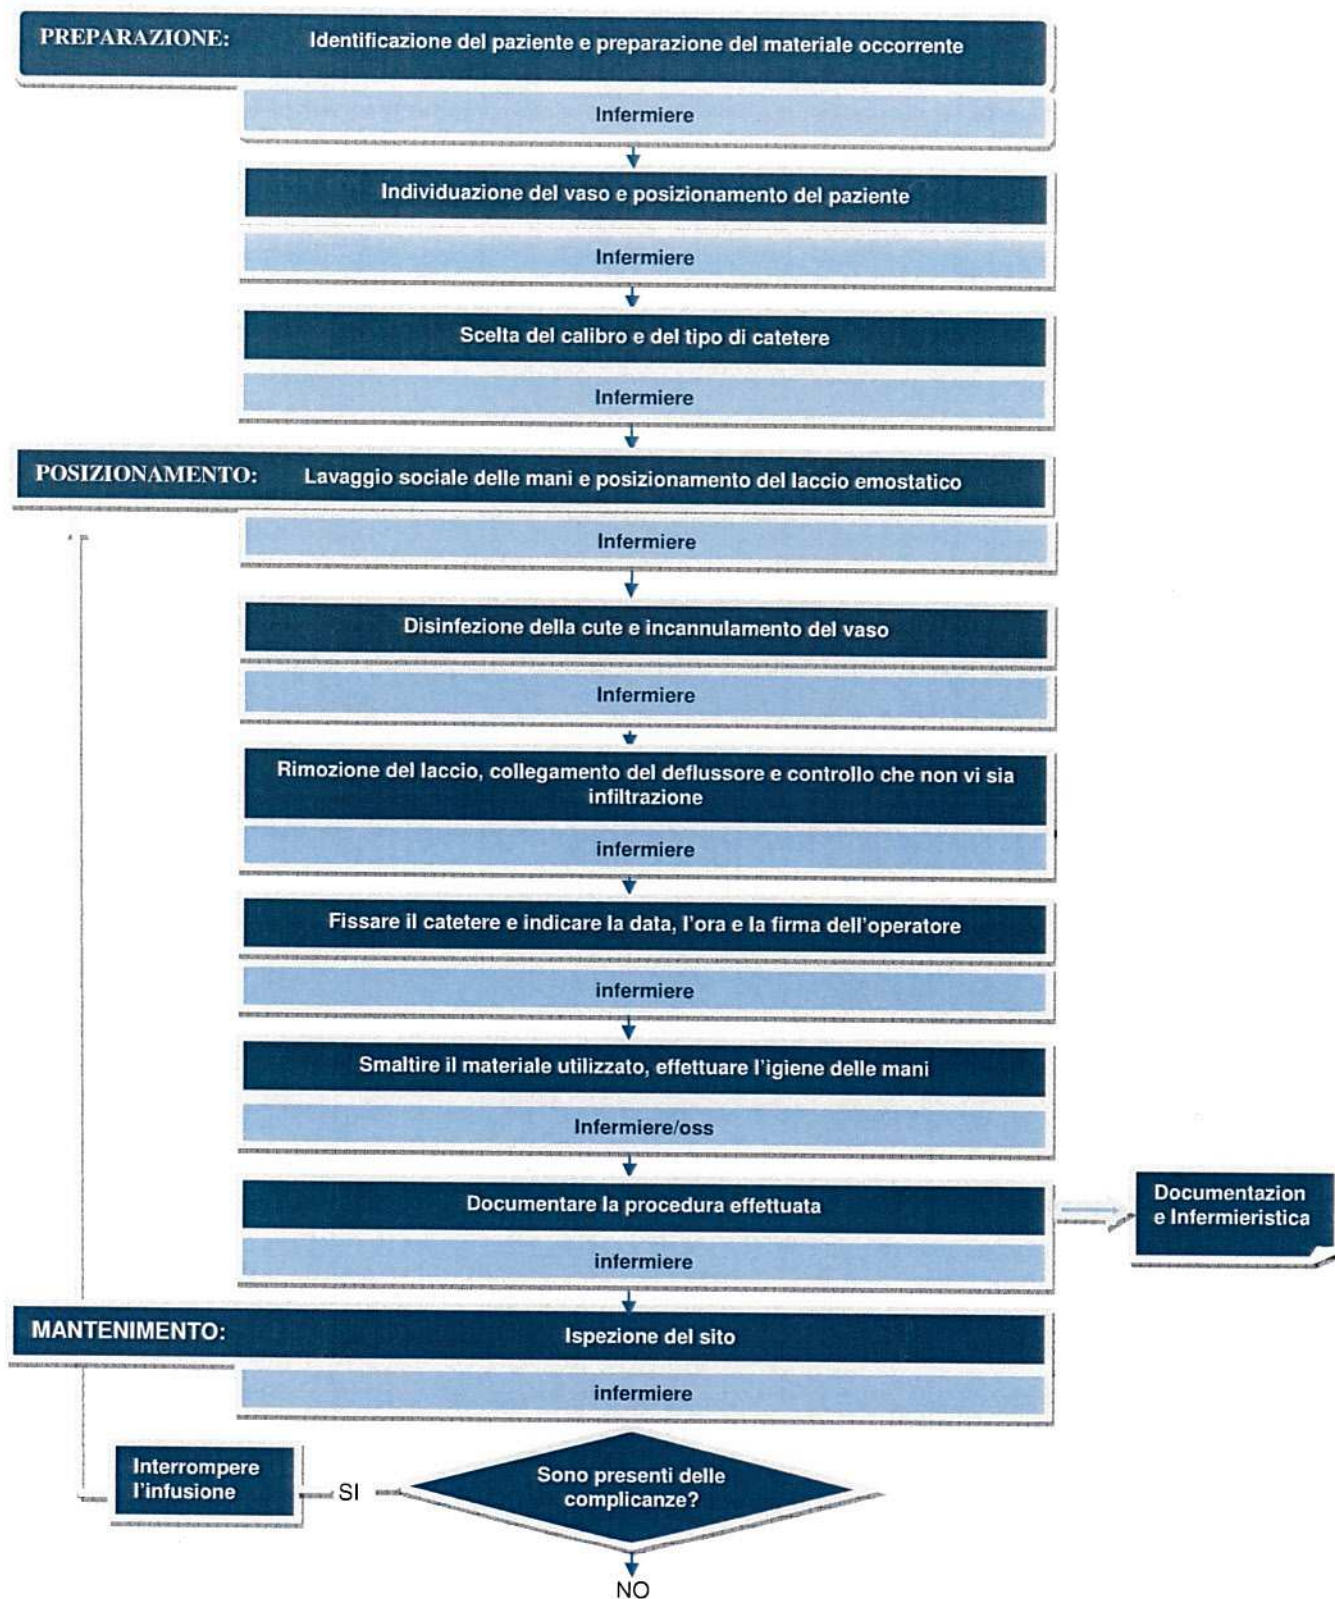 PREPARAZIONE: Identificazione del paziente e preparazione del materiale occorrente
Infermiere
Individuazione del vaso e posizionamento del paziente
Infermiere
Scelta del calibro e del tipo di catetere
Infermiere
POSIZIONAMENTO: Lavaggio sociale delle mani e posizionamento del laccio emostatico
Infermiere
Disinfezione della cute e incannulamento del vaso
Infermiere
Rimozione del laccio, collegamento del deflussore e controllo che non vi sia
infiltrazione
infermiere
Fissare il catetere e indicare la data, l'ora e la firma dell'operatore
infermiere
Smaltire il materiale utilizzato, effettuare l'igiene delle mani
Infermiere/oss
Documentare la procedura effettuata
Documentazion
e Infermieristica
infermiere
MANTENIMENTO: Ispezione del sito
infermiere
Interrompere
l'infusione
SI
Sono presenti delle
complicanze?
NO